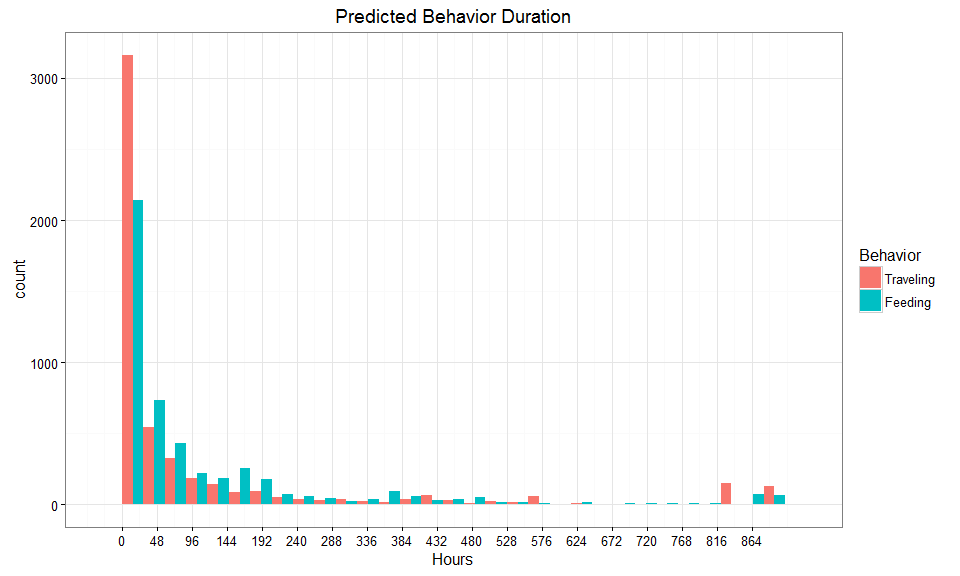 Predicted Behavior Duration
3000
2000
1000
0
count
0 48 96 144 192 240 288 336 384 432 480 528 576 624 672 720 768 816 864
Hours
Behavior
Traveling
Feeding